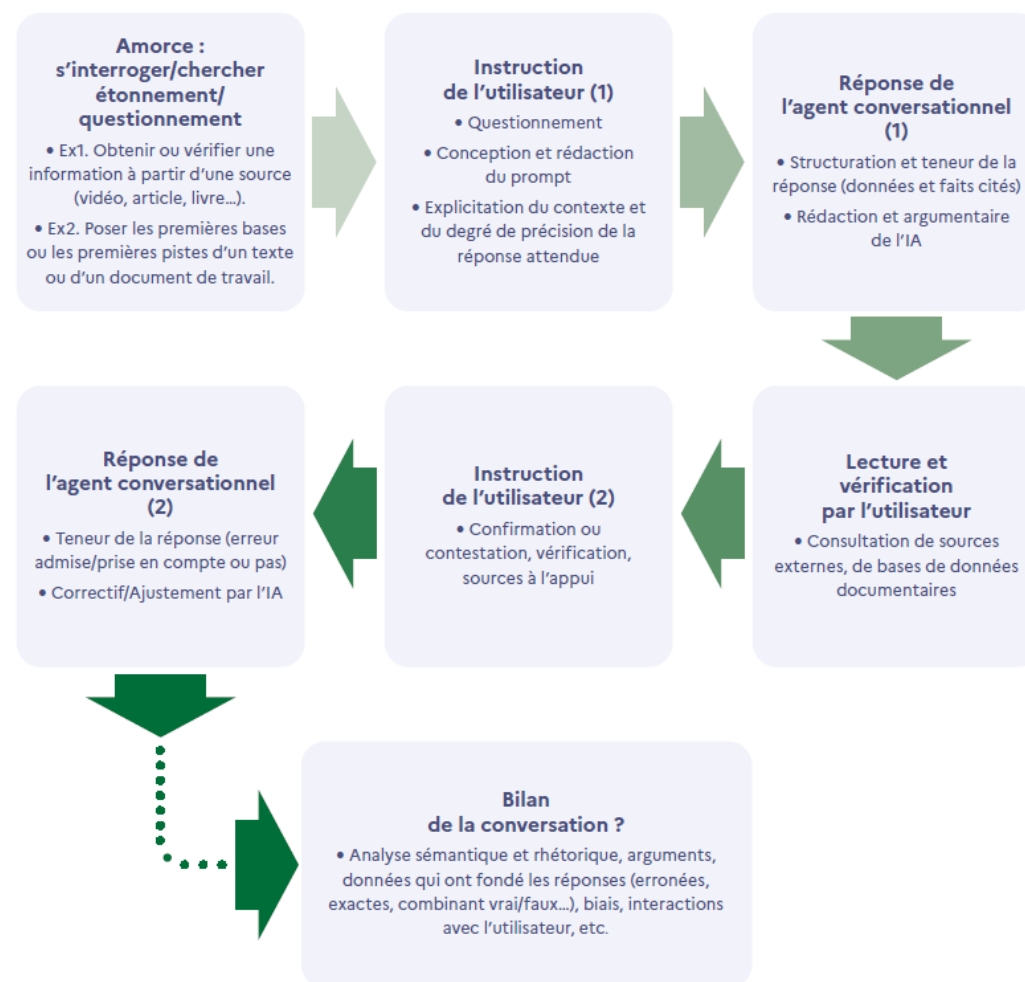 Amorce :
s'interroger/chercher
étonnement/
questionnement
• Ex1. Obtenir ou vérifier une
information à partir d'une source
(vidéo, article, livre...).
• Ex2. Poser les premières bases
ou les premières pistes d'un texte
ou d'un document de travail.
Instruction
de l'utilisateur (1)
• Questionnement
• Conception et rédaction
du prompt
• Explicitation du contexte et
du degré de précision de la
réponse attendue
Réponse de
l'agent conversationnel
(1)
• Structuration et teneur de la
réponse (données et faits cités)
• Rédaction et argumentaire
de l'IA
Lecture et
vérification
par l'utilisateur
• Consultation de sources
externes, de bases de données
documentaires
Instruction
de l'utilisateur (2)
• Confirmation ou
contestation, vérification,
sources à l'appui
Réponse de
l'agent conversationnel
(2)
• Teneur de la réponse (erreur
admise/prise en compte ou pas)
• Correctif/Ajustement par l'IA
Bilan
de la conversation ?
• Analyse sémantique et rhétorique, arguments,
données qui ont fondé les réponses (erronées,
exactes, combinant vrai/faux...), biais, interactions
avec l'utilisateur, etc.